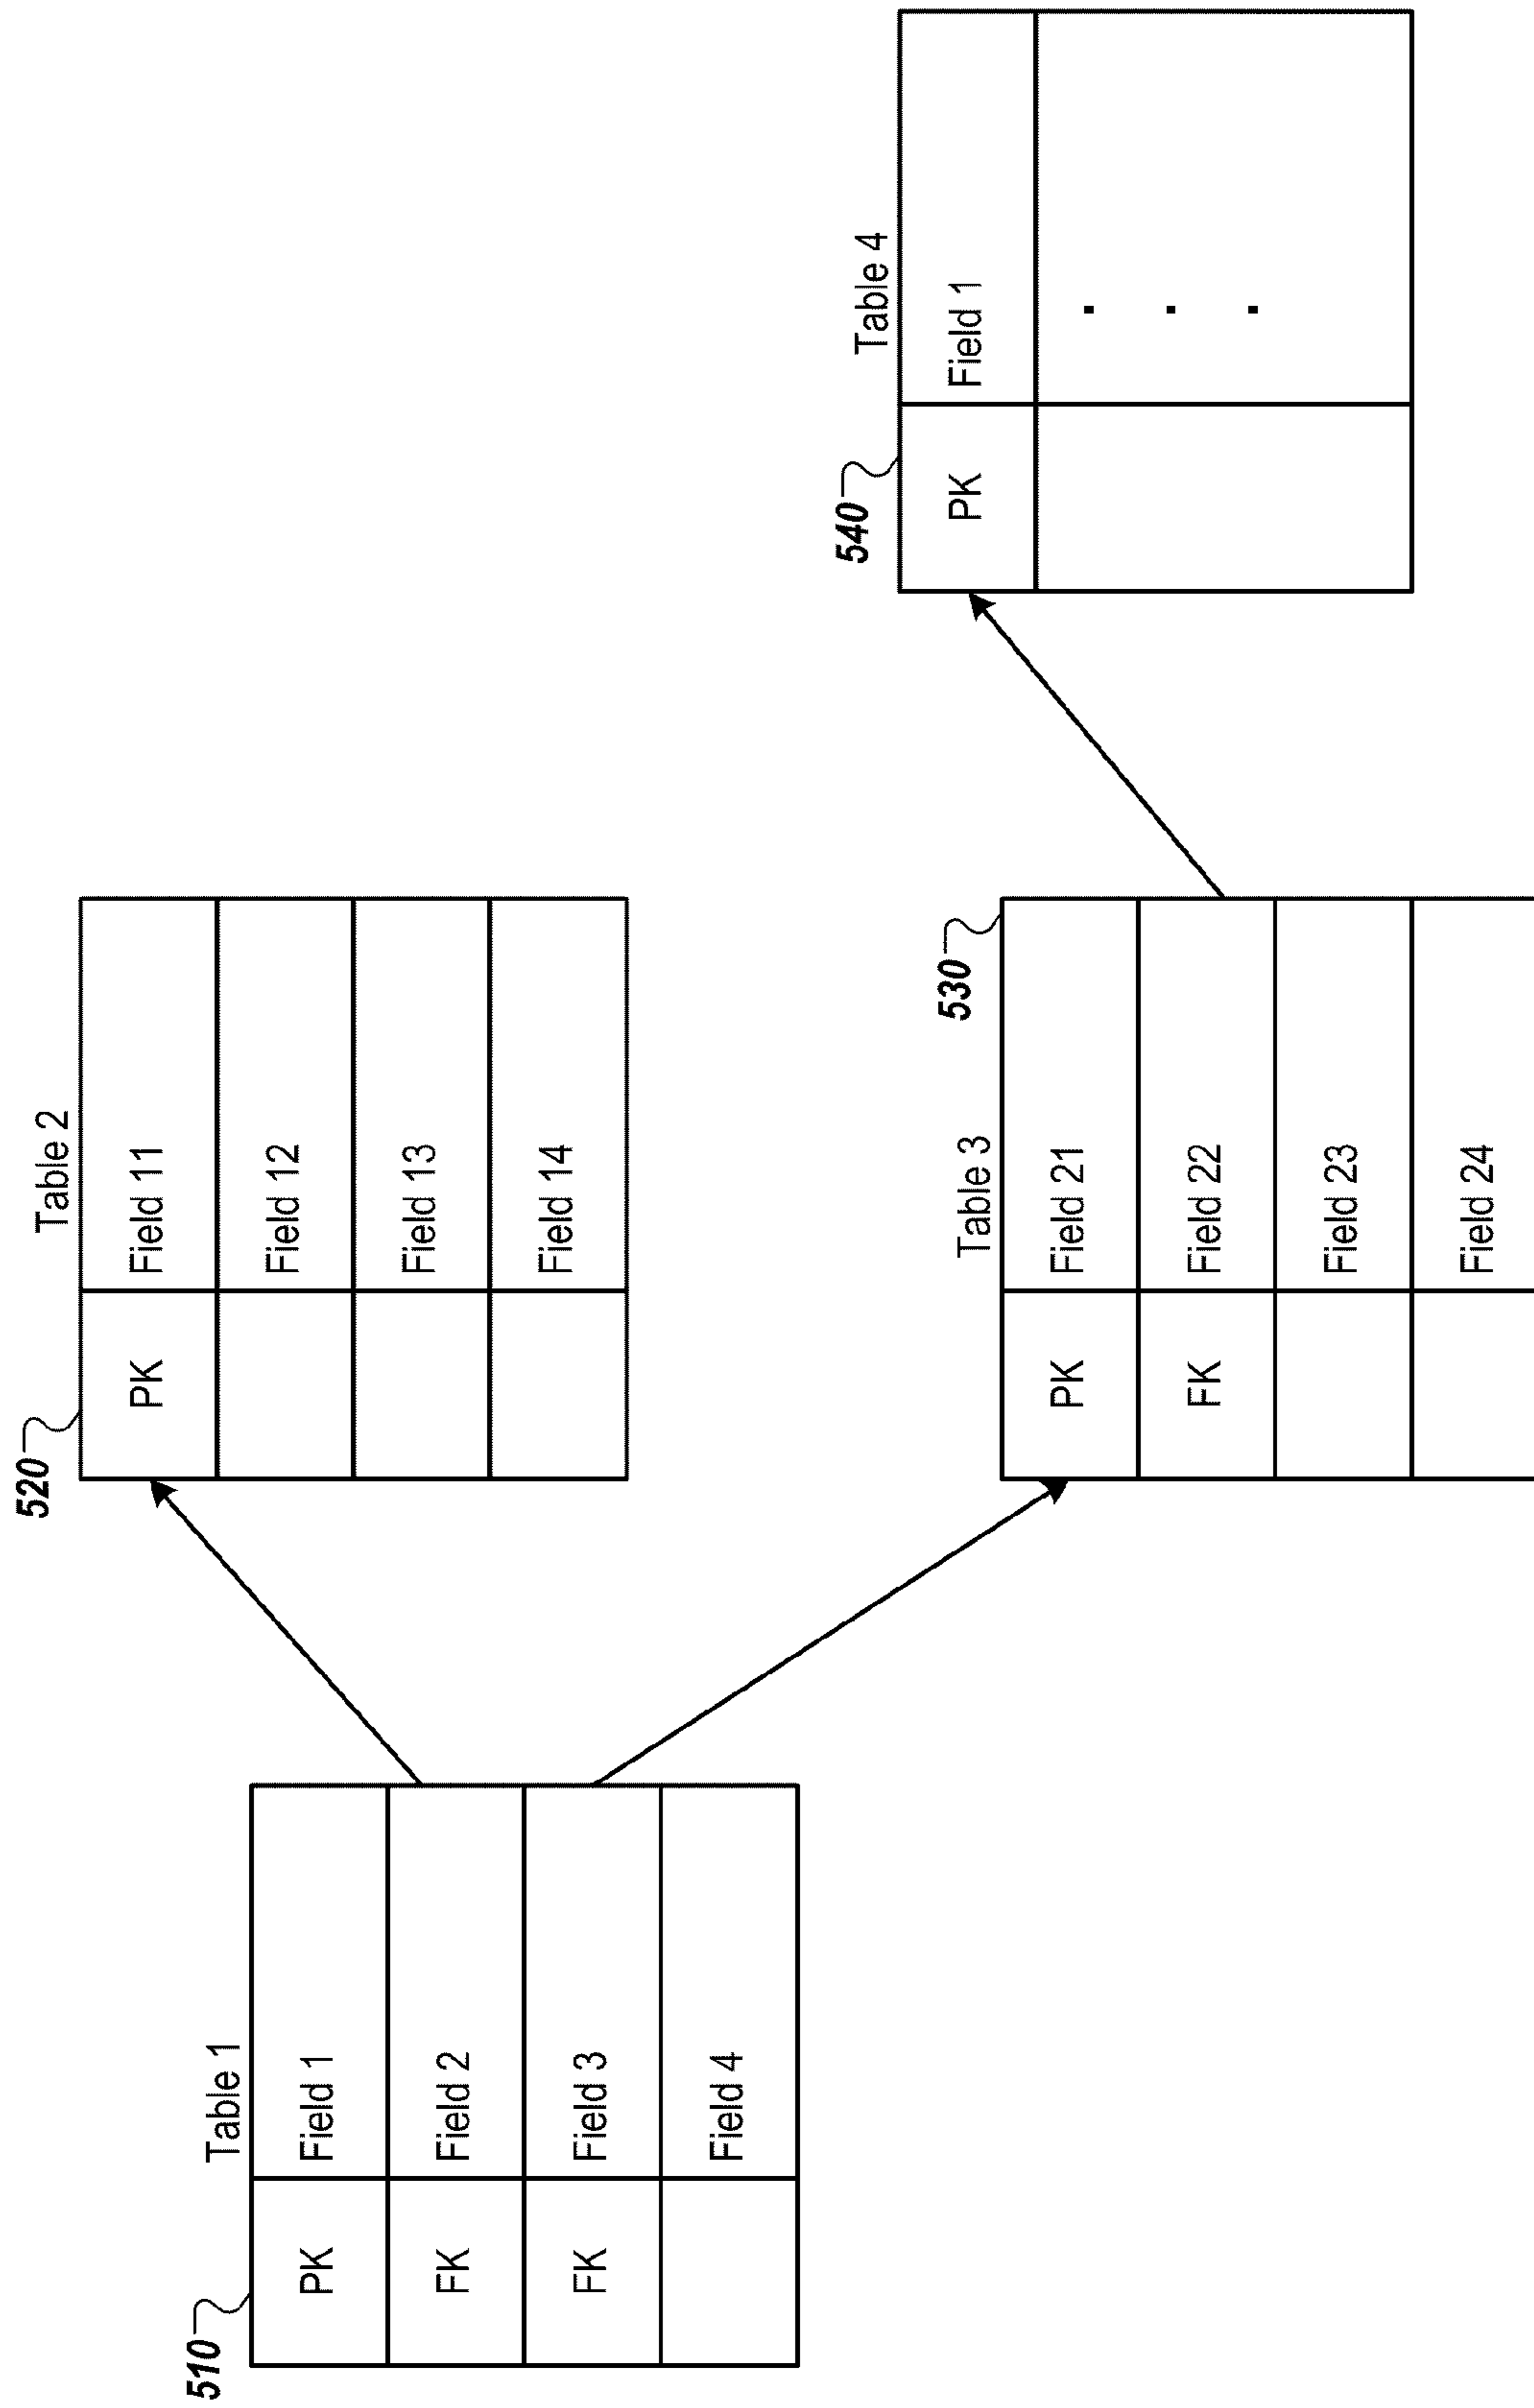 510
Table 1
PK Field 1
FK Field 2
FK Field 3
Field 4
520
Table 2
PK Field 11
Field 12
Field 13
Field 14
530
Table 3
PK Field 21
FK Field 22
Field 23
Field 24
540
Table 4
PK Field 1
. . .